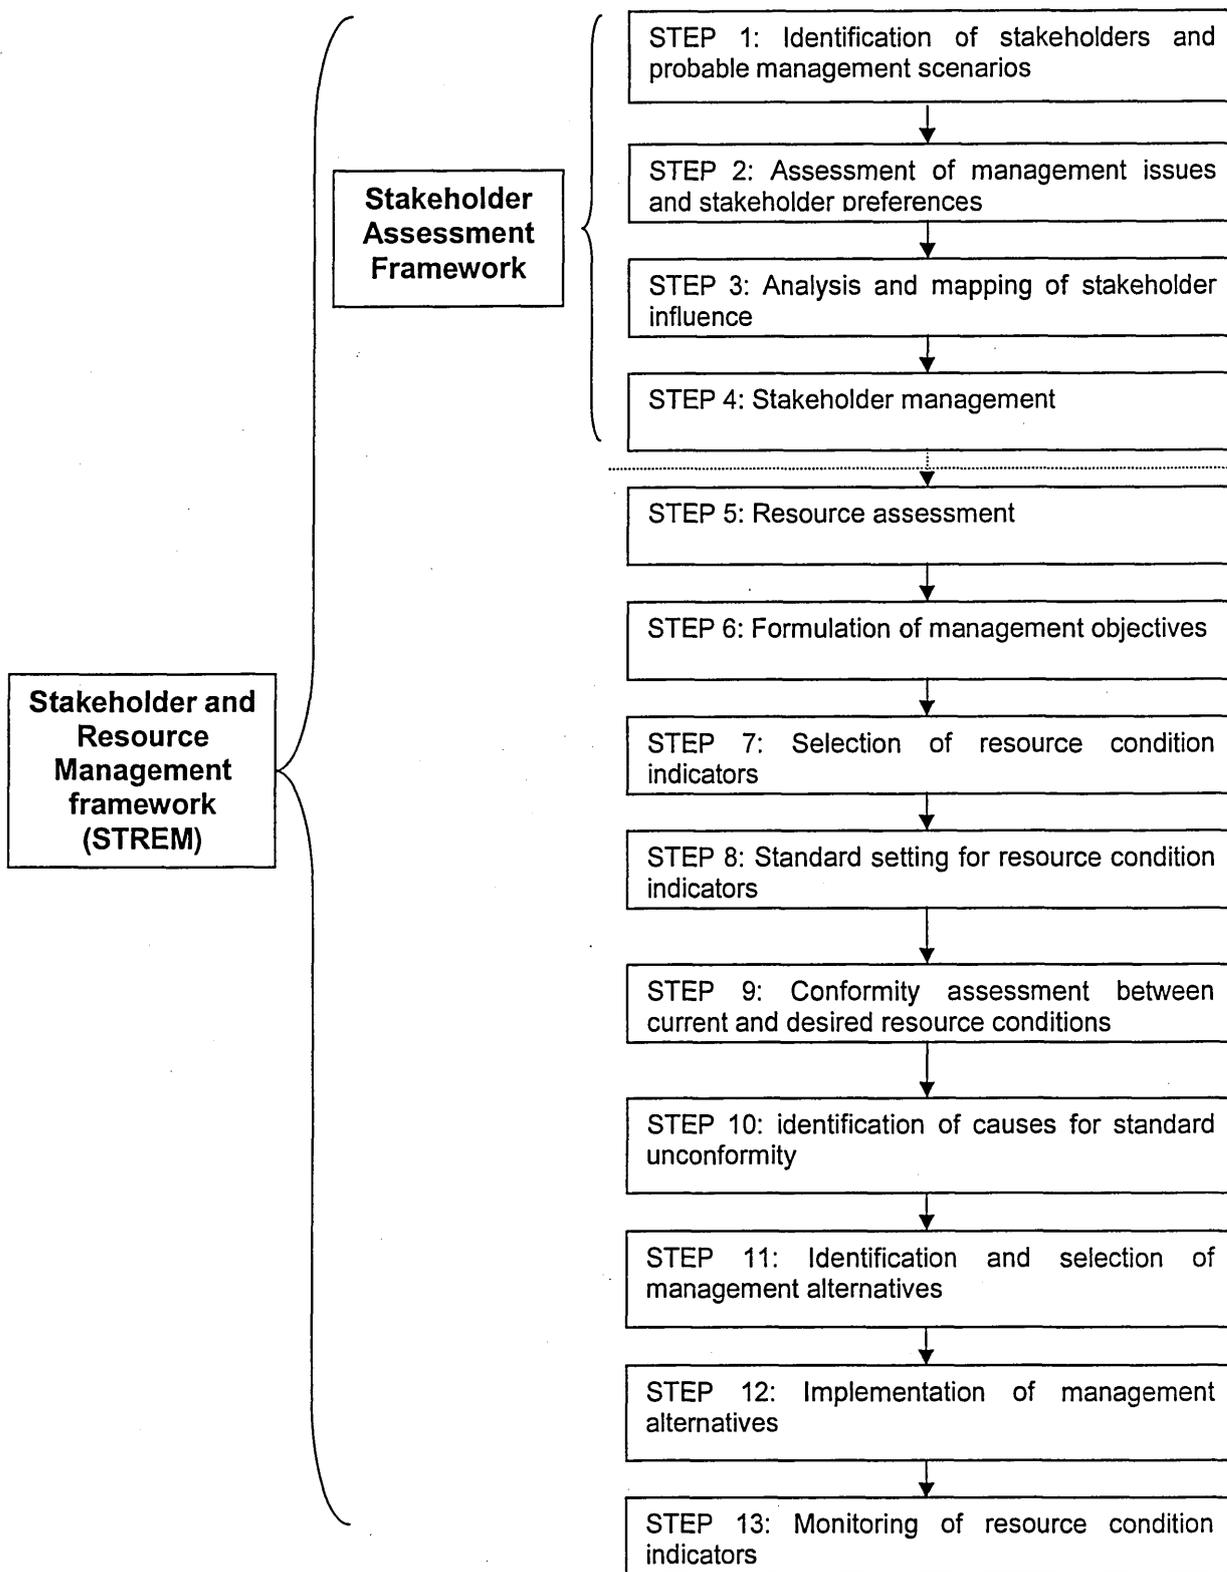 STEP 1: Identification of stakeholders and
probable management scenarios
STEP 2: Assessment of management issues
and stakeholder preferences
Stakeholder
Assessment
Framework
STEP 3: Analysis and mapping of stakeholder
influence
STEP 4: Stakeholder management
STEP 5: Resource assessment
STEP 6: Formulation of management objectives
Stakeholder and
Resource
Management
framework
(STREM)
STEP 7: Selection of resource condition
indicators
STEP 8: Standard setting for resource condition
indicators
STEP 9: Conformity assessment between
current and desired resource conditions
STEP 10: identification of causes for standard
unconformity
STEP 11: Identification and selection of
management alternatives
STEP 12: Implementation of management
alternatives
STEP 13: Monitoring of resource condition
indicators